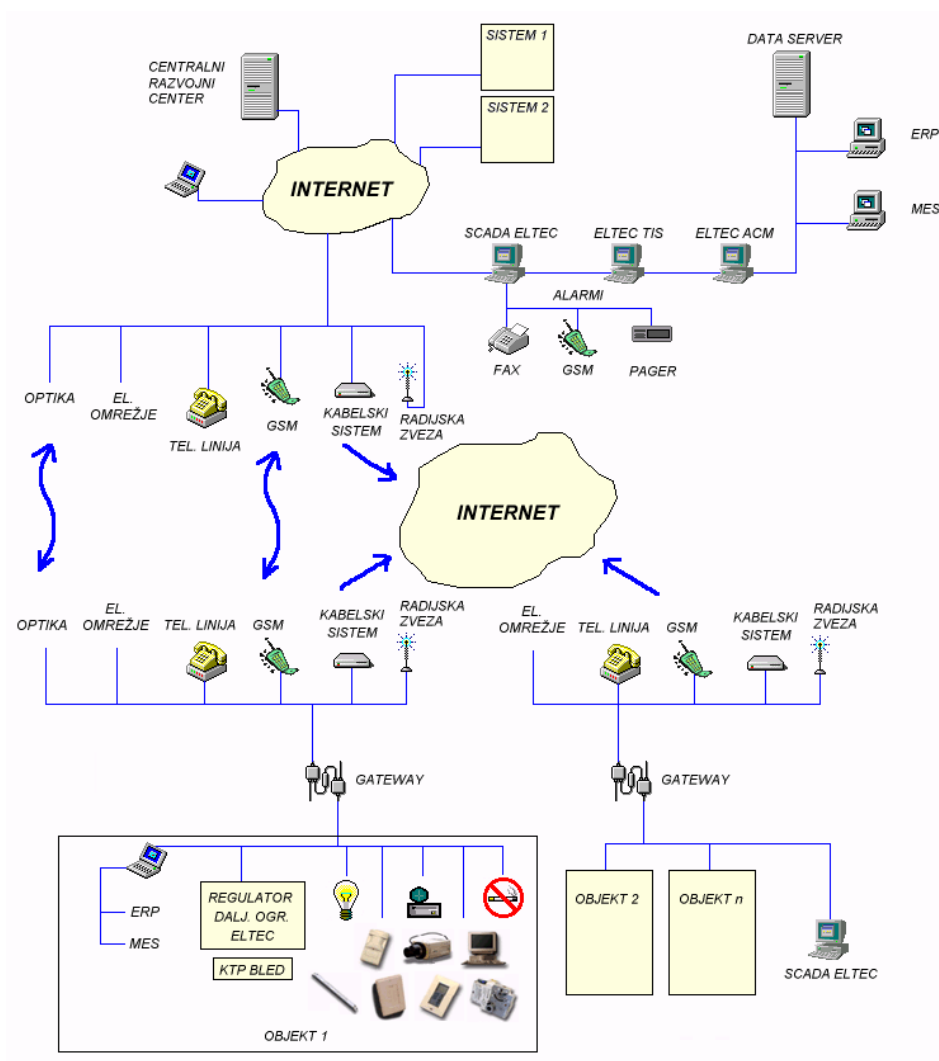 SISTEM 1
DATA SERVER
CENTRALNI
RAZVOJNI
CENTER
SISTEM 2
ERP
INTERNET
MES
SCADA ELTEC
ELTEC TIS
ELTEC ACM
ALARMI
FAX
GSM
PAGER
OPTIKA
EL.
OMREŽJE
TEL. LINIJA
GSM
KABELSKI
SISTEM
RADIJSKA
ZVEZA
INTERNET
OPTIKA
EL.
OMREŽJE
TEL. LINIJA
GSM
KABELSKI
SISTEM
RADIJSKA
ZVEZA
EL.
OMREŽJE
TEL. LINIJA
GSM
KABELSKI
SISTEM
RADIJSKA
ZVEZA
GATEWAY
GATEWAY
ERP
MES
REGULATOR
DALJ. OGR.
ELTEC
KTP BLED
OBJEKT 1
OBJEKT 2
OBJEKT n
SCADA ELTEC